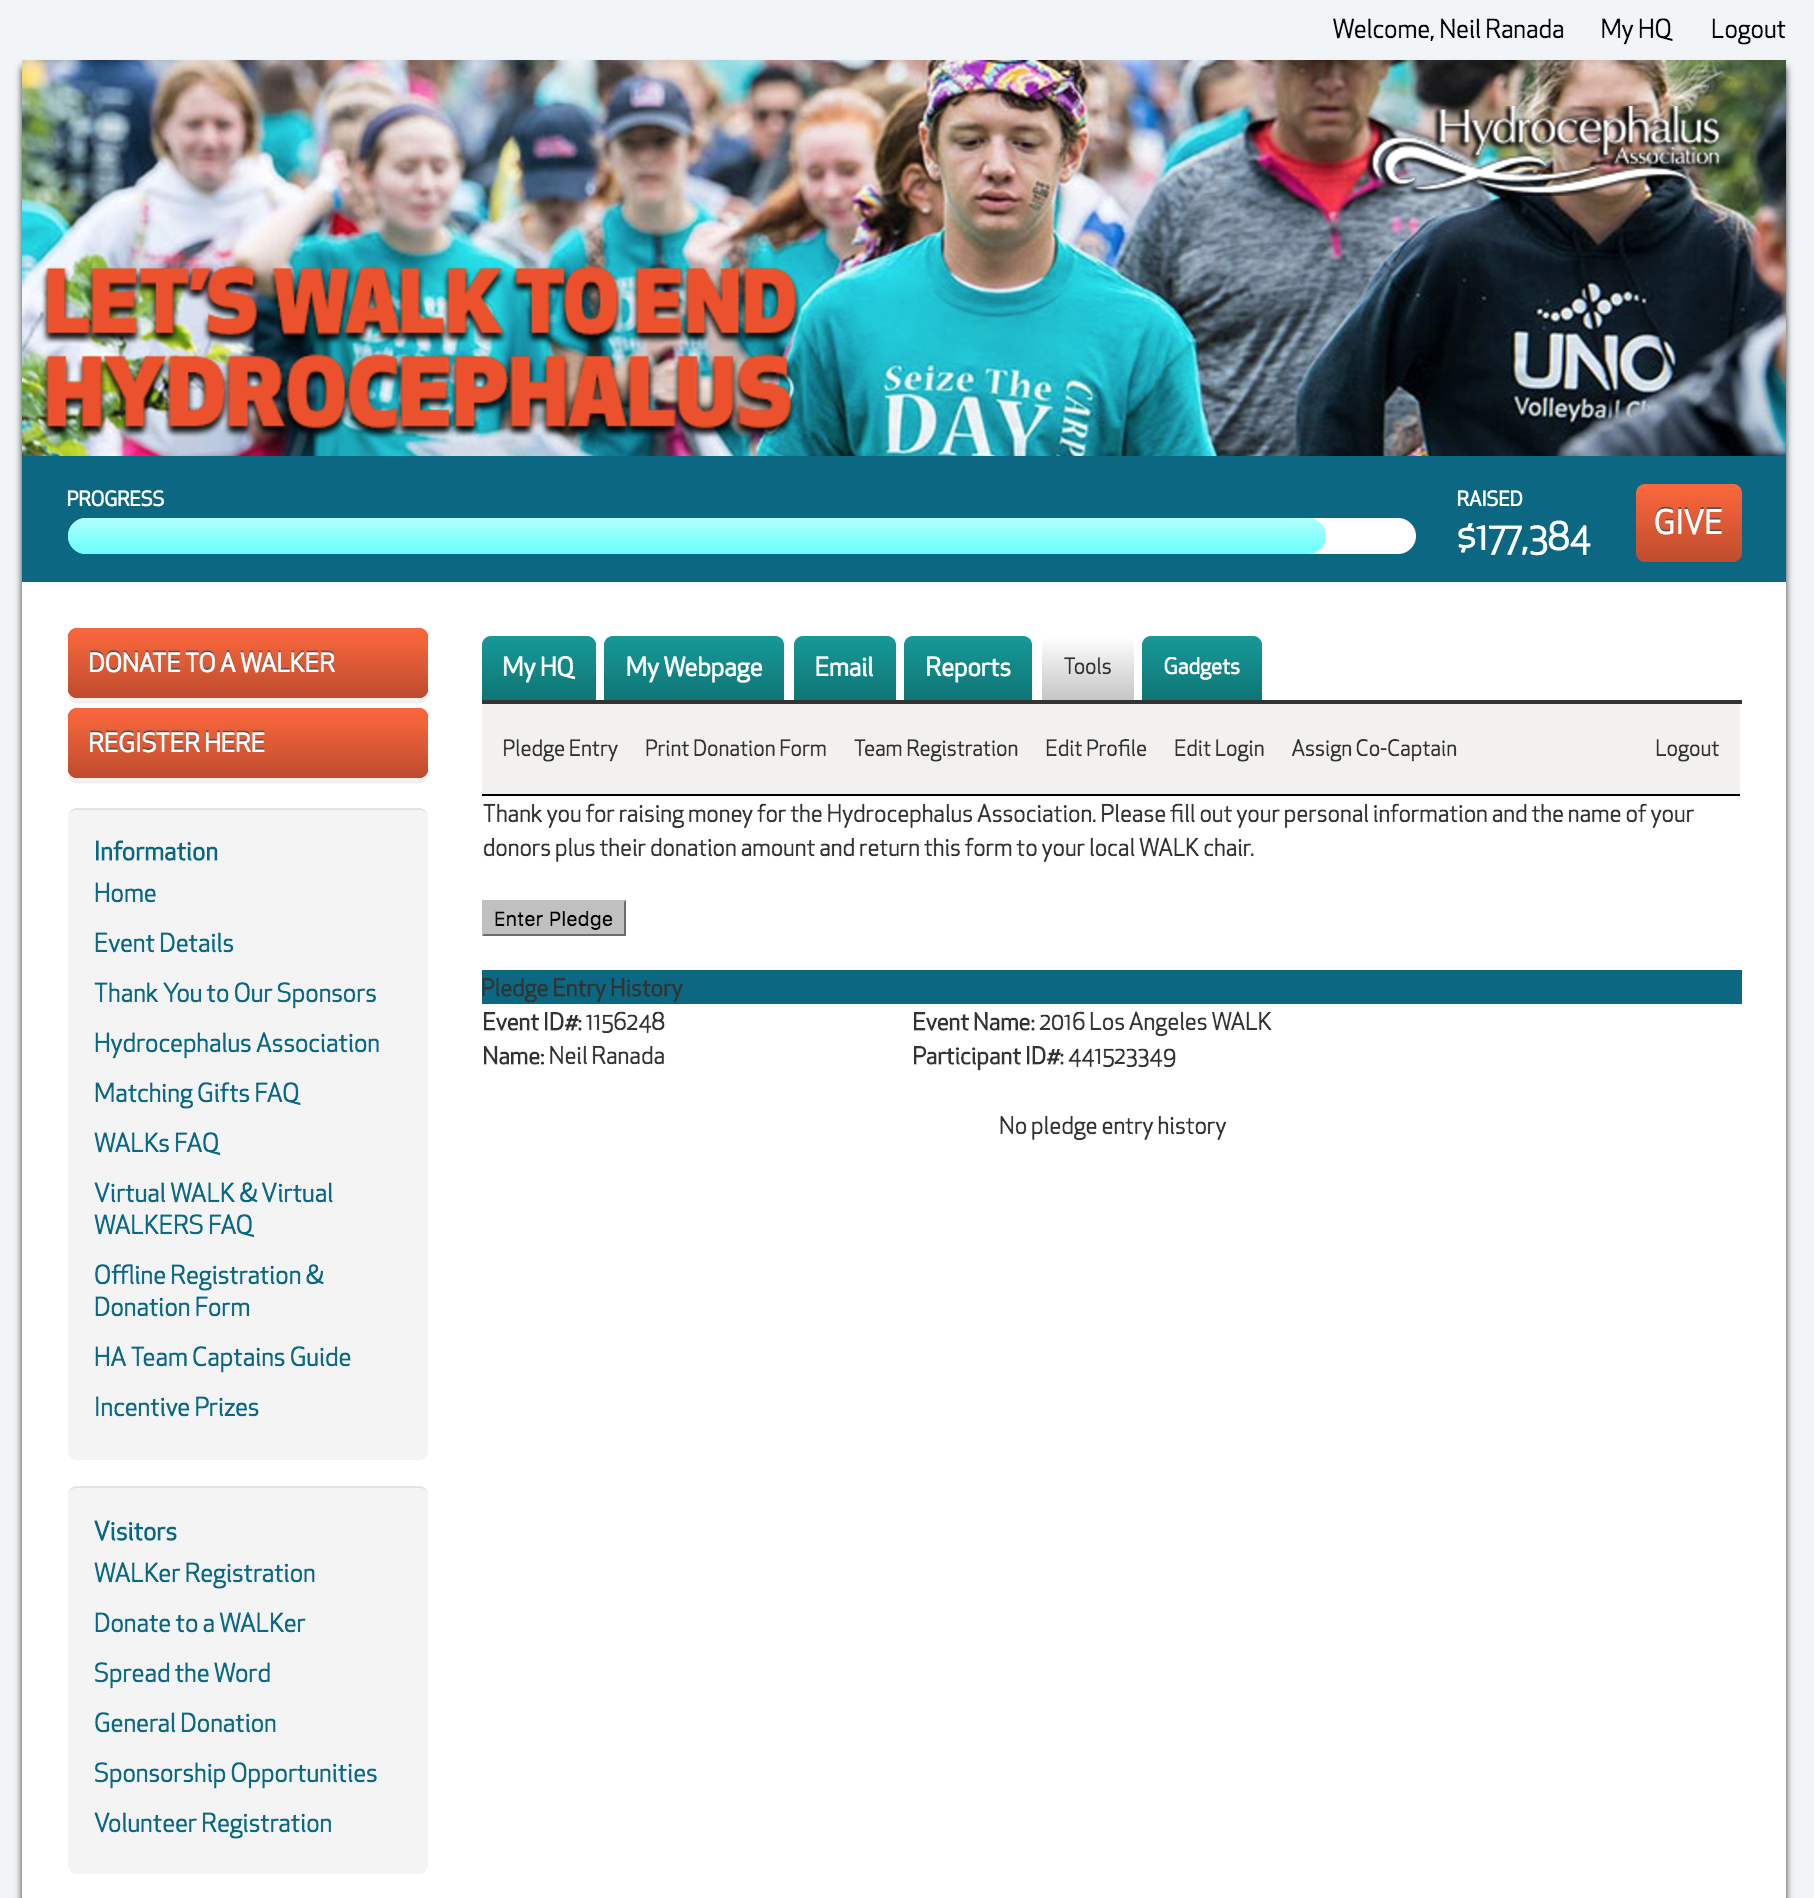 Welcome, Neil Ranada My HQ Logout
Hydrocephalus
Association
LET'S WALK TO END
HYDROCEPHALUS
Seize The
DAY
CARP
UNO
Volleyball Cl
PROGRESS
RAISED
$177,384
GIVE
DONATE TO A WALKER
REGISTER HERE
Information
Home
Event Details
Thank You to Our Sponsors
Hydrocephalus Association
Matching Gifts FAQ
WALKs FAQ
Virtual WALK & Virtual
WALKERS FAQ
Offline Registration &
Donation Form
HA Team Captains Guide
Incentive Prizes
Visitors
WALKer Registration
Donate to a WALKer
Spread the Word
General Donation
Sponsorship Opportunities
Volunteer Registration
My HQ My Webpage Email Reports Tools Gadgets
Pledge Entry Print Donation Form Team Registration Edit Profile Edit Login Assign Co-Captain Logout
Thank you for raising money for the Hydrocephalus Association. Please fill out your personal information and the name of your
donors plus their donation amount and return this form to your local WALK chair.
Enter Pledge
Pledge Entry History
Event ID#: 1156248 Event Name: 2016 Los Angeles WALK
Name: Neil Ranada Participant ID#: 441523349
No pledge entry history